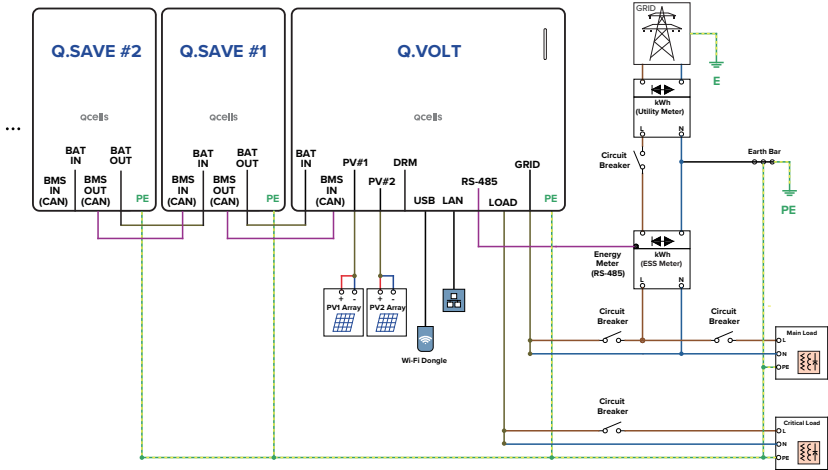 Q.SAVE #2
qcells
...
BAT
IN
BAT
OUT
BMS
IN
(CAN)
BMS
OUT
(CAN)
PE
Q.SAVE #1
qcells
BAT
IN
BAT
OUT
BMS
IN
(CAN)
BMS
OUT
(CAN)
PE
Q.VOLT
qcells
BAT
IN
BMS
IN
(CAN)
PV#1
PV#2
DRM
USB
LAN
RS-485
LOAD
GRID
PE
+ -
PV1 Array
+ -
PV2 Array
Wi-Fi Dongle
GRID
E
kWh
(Utility Meter)
L N
Circuit
Breaker
Earth Bar
PE
Energy
Meter
(RS-485)
kWh
(ESS Meter)
L N
Circuit
Breaker
Circuit
Breaker
Main Load
L
N
PE
Circuit
Breaker
Critical Load
L
N
PE